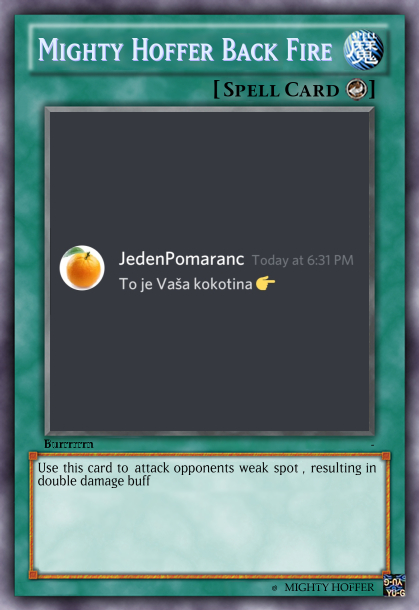 MIGHTY HOFFER BACK FIRE 魔
[SPELL CARD]
JedenPomaranc Today at 6:31 PM
To je Vaša kokotina 👉
Use this card to attack opponents weak spot , resulting in
double damage buff
MIGHTY HOFFER